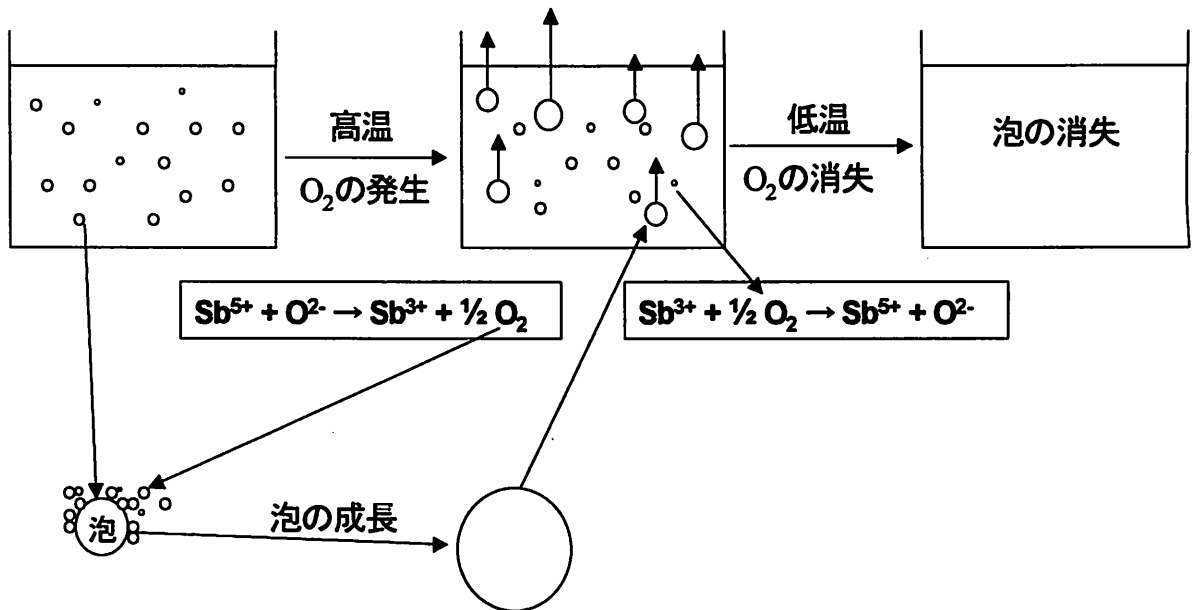 高温
O₂の発生
低温
O₂の消失
泡の消失
Sb⁵⁺ + O²⁻ → Sb³⁺ + ½ O₂
Sb³⁺ + ½ O₂ → Sb⁵⁺ + O²⁻
泡
泡の成長